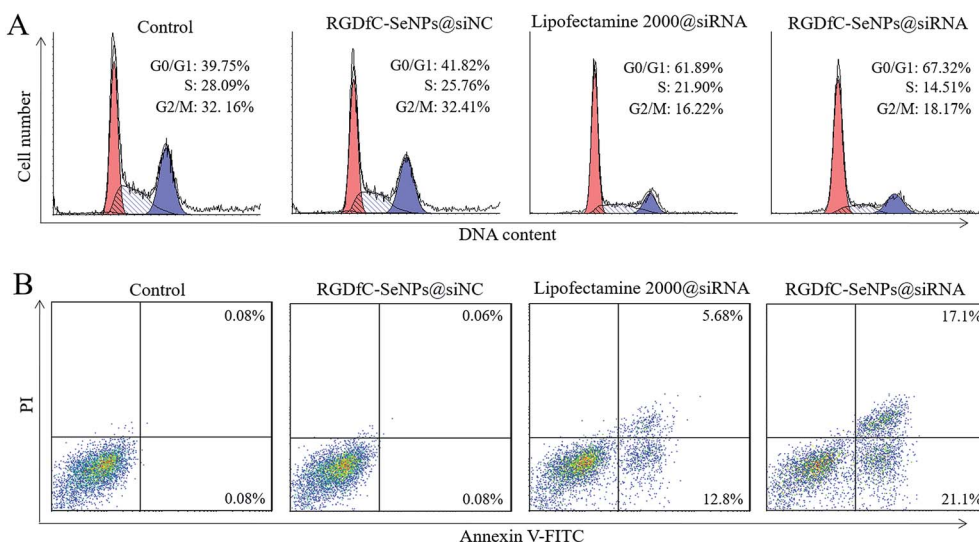 A
Control
RGDfC-SeNPs@siNC
Lipofectamine 2000@siRNA
RGDfC-SeNPs@siRNA
Cell number
G0/G1: 39.75%
S: 28.09%
G2/M: 32. 16%
G0/G1: 41.82%
S: 25.76%
G2/M: 32.41%
G0/G1: 61.89%
S: 21.90%
G2/M: 16.22%
G0/G1: 67.32%
S: 14.51%
G2/M: 18.17%
DNA content
B
Control
RGDfC-SeNPs@siNC
Lipofectamine 2000@siRNA
RGDfC-SeNPs@siRNA
PI
0.08%
0.08%
0.06%
0.08%
5.68%
12.8%
17.1%
21.1%
Annexin V-FITC